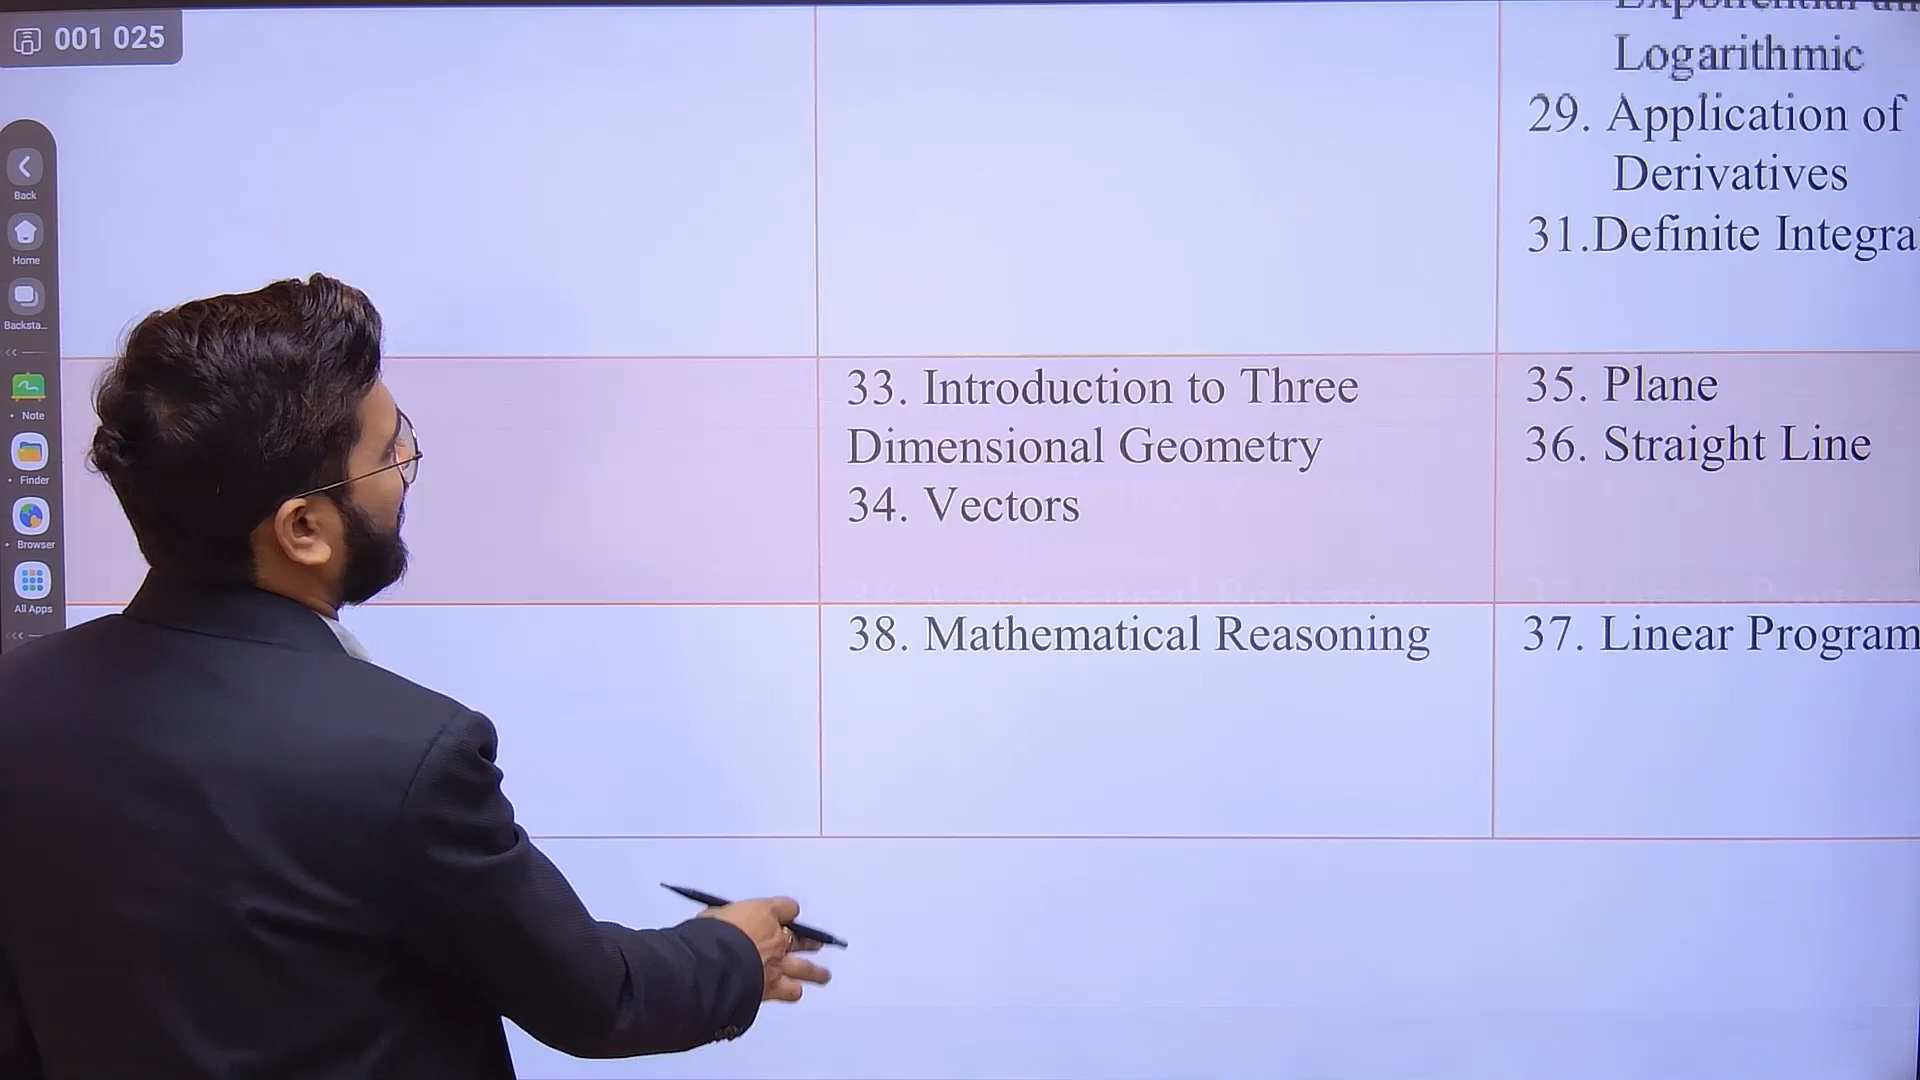 001 025
Back
Home
Backsta...
Note
Finder
Browser
All Apps
Logarithmic
29. Application of
Derivatives
31.Definite Integra
33. Introduction to Three
Dimensional Geometry
34. Vectors
35. Plane
36. Straight Line
38. Mathematical Reasoning
37. Linear Program